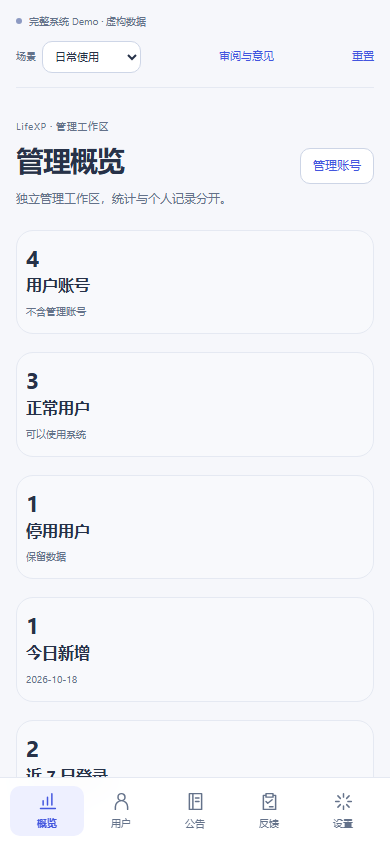 完整系统 Demo · 虚构数据
场景
日常使用
审阅与意见
重置
LifeXP · 管理工作区
管理概览
管理账号
独立管理工作区，统计与个人记录分开。
4
用户账号
不含管理账号
3
正常用户
可以使用系统
1
停用用户
保留数据
1
今日新增
2026-10-18
2
近 7 日登录
概览
用户
公告
反馈
设置